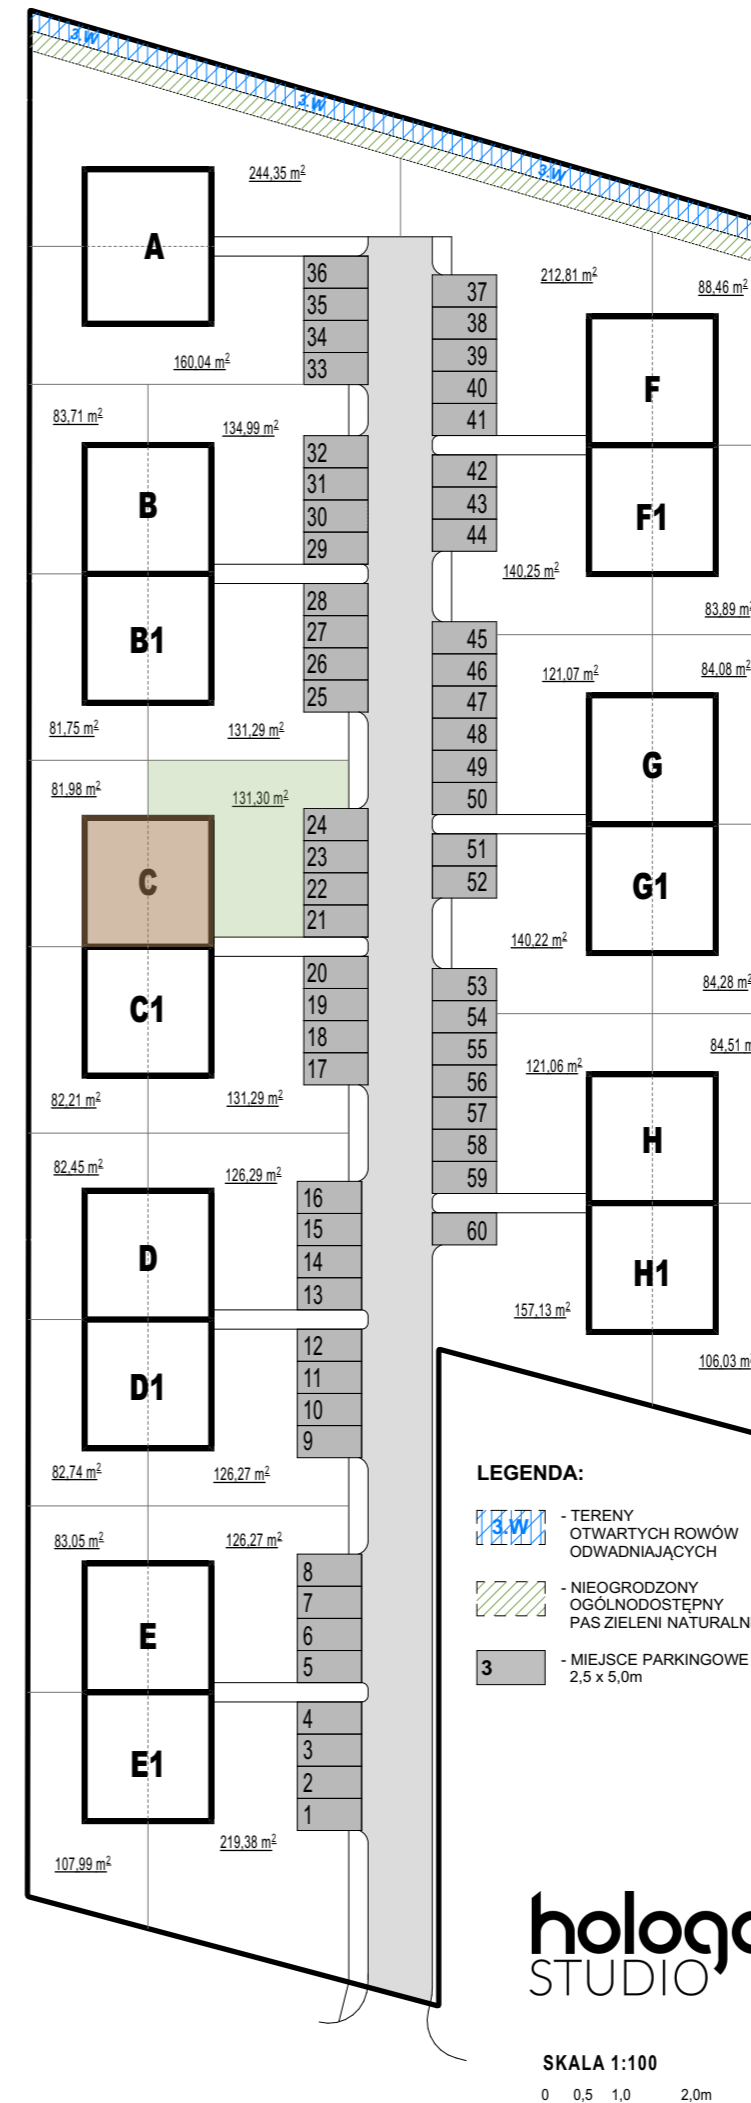 3.W
3.W
3.W
244,35 m²
A
36
35
34
33
160,04 m²
212,81 m²
88,46 m²
37
38
39
40
41
F
83,71 m²
134,99 m²
32
31
30
29
B
42
43
44
F1
140,25 m²
83,89 m²
28
27
26
25
B1
81,75 m²
131,29 m²
45
46
47
48
49
50
121,07 m²
84,08 m²
G
81,98 m²
131,30 m²
24
23
22
21
C
51
52
G1
140,22 m²
84,28 m²
20
19
18
17
C1
82,21 m²
131,29 m²
53
54
55
56
57
58
59
121,06 m²
84,51 m
H
82,45 m²
126,29 m²
16
15
14
13
D
60
H1
157,13 m²
106,03 m²
12
11
10
9
D1
82,74 m²
126,27 m²
83,05 m²
126,27 m²
8
7
6
5
E
4
3
2
1
E1
107,99 m²
219,38 m²
LEGENDA:
3.W - TERENY
OTWARTYCH ROWÓW
ODWADNIAJĄCYCH
- NIEOGRODZONY
OGÓLNODOSTĘPNY
PAS ZIELENI NATURALN
3 - MIEJSCE PARKINGOWE
2,5 x 5,0m
hologa
STUDIO
SKALA 1:100
0 0,5 1,0 2,0m